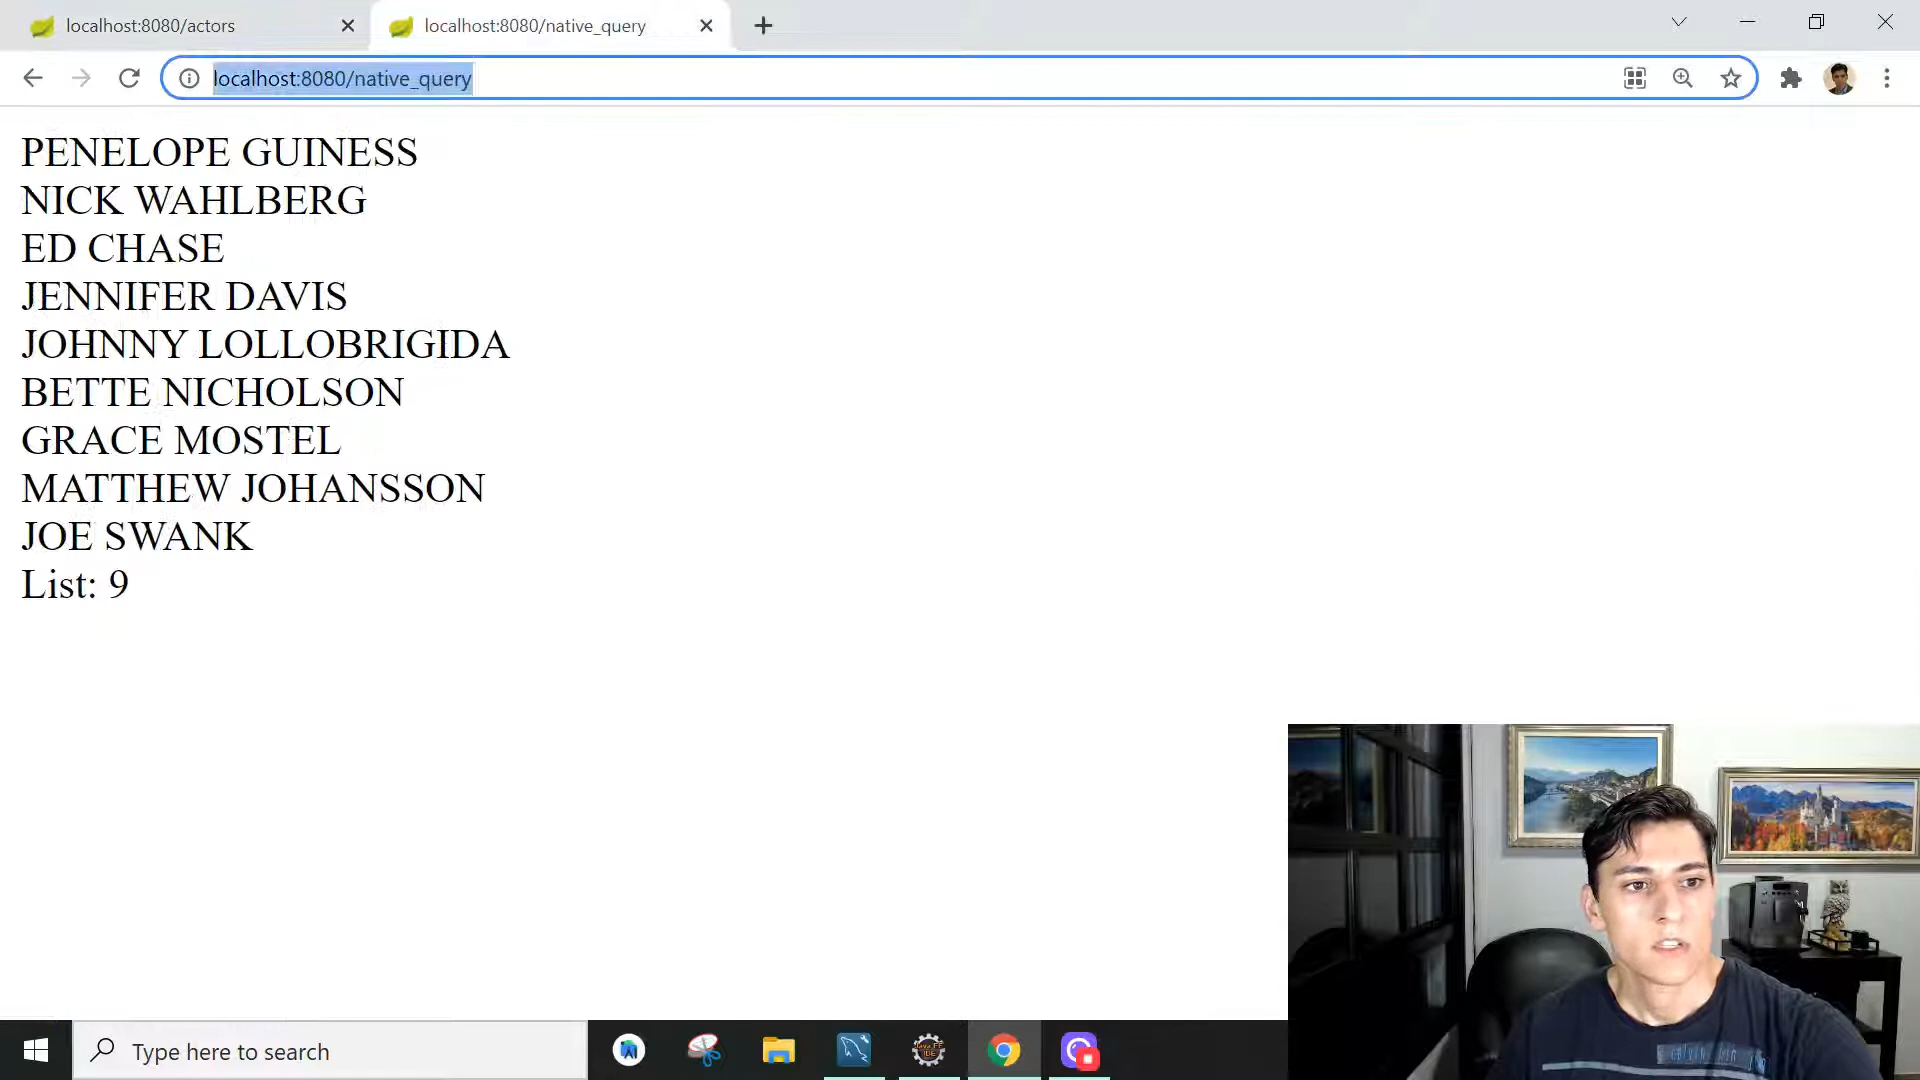 localhost:8080/actors
localhost:8080/native_query
localhost:8080/native_query
PENELOPE GUINESS
NICK WAHLBERG
ED CHASE
JENNIFER DAVIS
JOHNNY LOLLOBRIGIDA
BETTE NICHOLSON
GRACE MOSTEL
MATTHEW JOHANSSON
JOE SWANK
List: 9
Type here to search